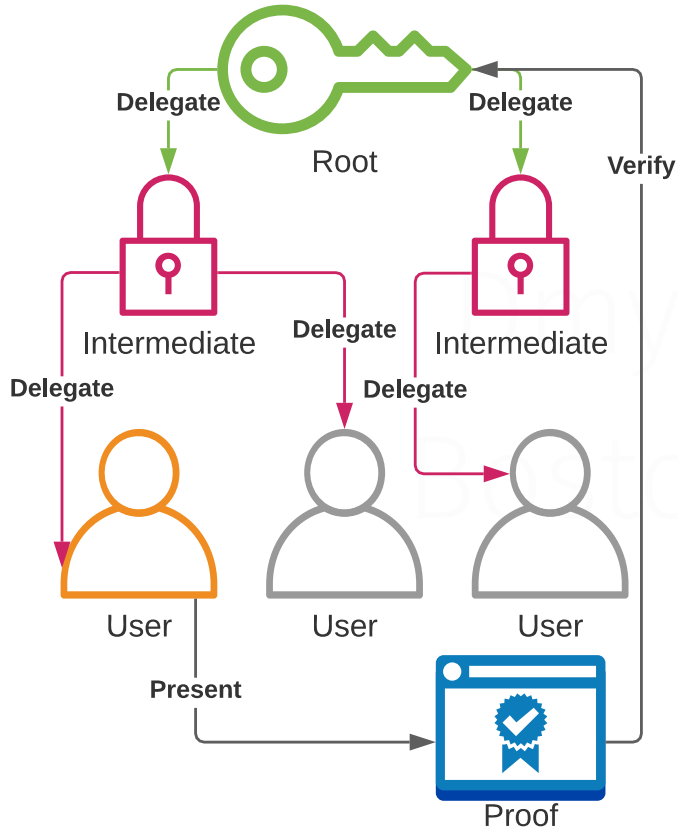 Delegate
Delegate
Root
Verify
Intermediate
Delegate
Intermediate
Delegate
Delegate
User
User
User
Present
Proof